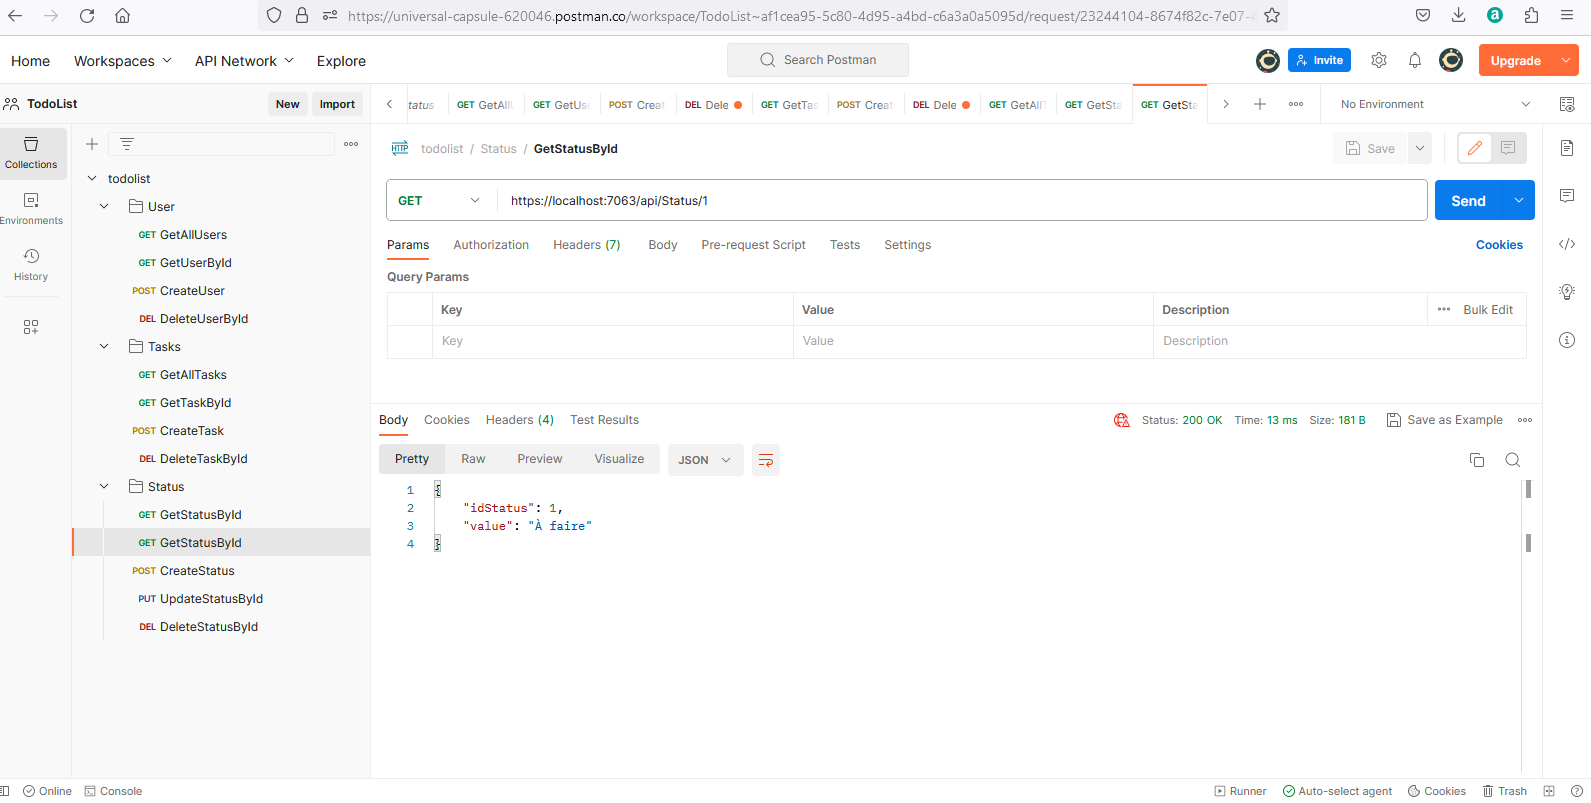 https://universal-capsule-620046.postman.co/workspace/TodoList~af1cea95-5c80-4d95-a4bd-c6a3a0a5095d/request/23244104-8674f82c-7e07-4
Home Workspaces API Network Explore Search Postman Invite Upgrade
TodoList New Import
tatus GET GetAllU GET GetUse POST Creat DEL Dele GET GetTas POST Creat DEL Dele GET GetAllT GET GetSta GET GetSta No Environment
Collections
Environments
History
todolist
User
GET GetAllUsers
GET GetUserById
POST CreateUser
DEL DeleteUserById
Tasks
GET GetAllTasks
GET GetTaskById
POST CreateTask
DEL DeleteTaskById
Status
GET GetStatusById
GET GetStatusById
POST CreateStatus
PUT UpdateStatusById
DEL DeleteStatusById
HTTP todolist / Status / GetStatusById Save
GET https://localhost:7063/api/Status/1 Send
Params Authorization Headers (7) Body Pre-request Script Tests Settings Cookies
Query Params
Key Value Description Bulk Edit
Key Value Description
Body Cookies Headers (4) Test Results Status: 200 OK Time: 13 ms Size: 181 B Save as Example
Pretty Raw Preview Visualize JSON
1 {
2 "idStatus": 1,
3 "value": "À faire"
4 }
Online Console Runner Auto-select agent Cookies Trash